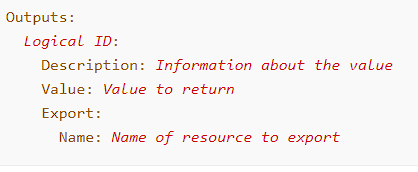 Outputs:
Logical ID:
Description: Information about the value
Value: Value to return
Export:
Name: Name of resource to export